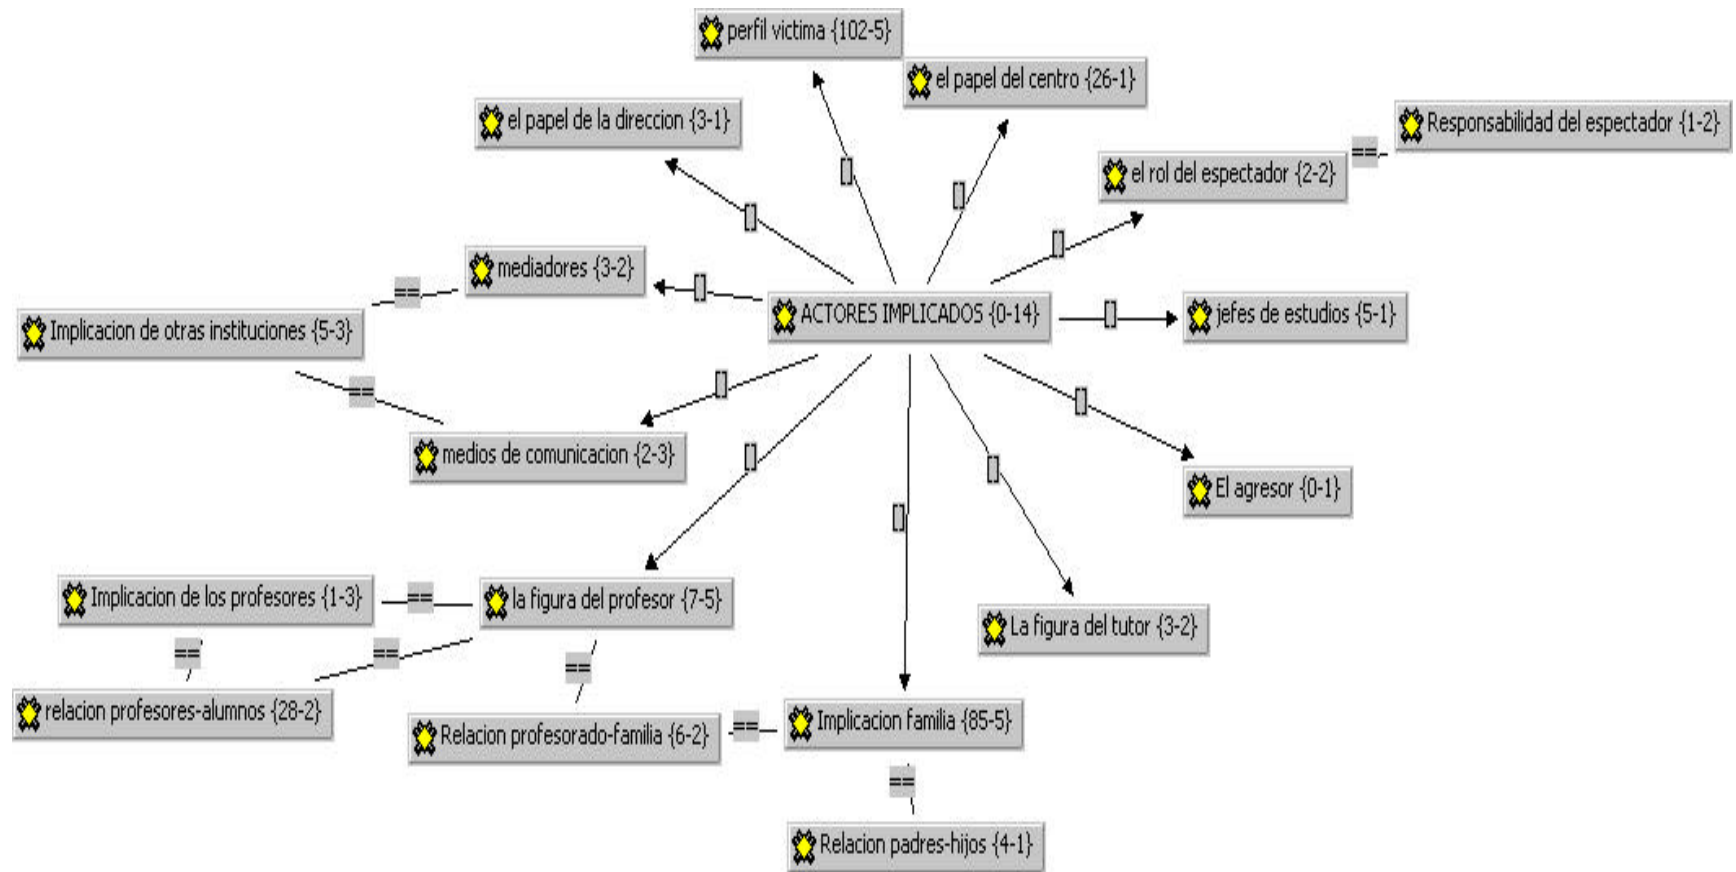 perfil victima {102-5}
el papel del centro {26-1}
el papel de la direccion {3-1}
Responsabilidad del espectador {1-2}
==
el rol del espectador {2-2}
mediadores {3-2}
==
ACTORES IMPLICADOS {0-14}
jefes de estudios {5-1}
Implicacion de otras instituciones {5-3}
==
medios de comunicacion {2-3}
El agresor {0-1}
Implicacion de los profesores {1-3}
==
la figura del profesor {7-5}
La figura del tutor {3-2}
==
==
==
relacion profesores-alumnos {28-2}
Relacion profesorado-familia {6-2}
==
Implicacion familia {85-5}
==
Relacion padres-hijos {4-1}